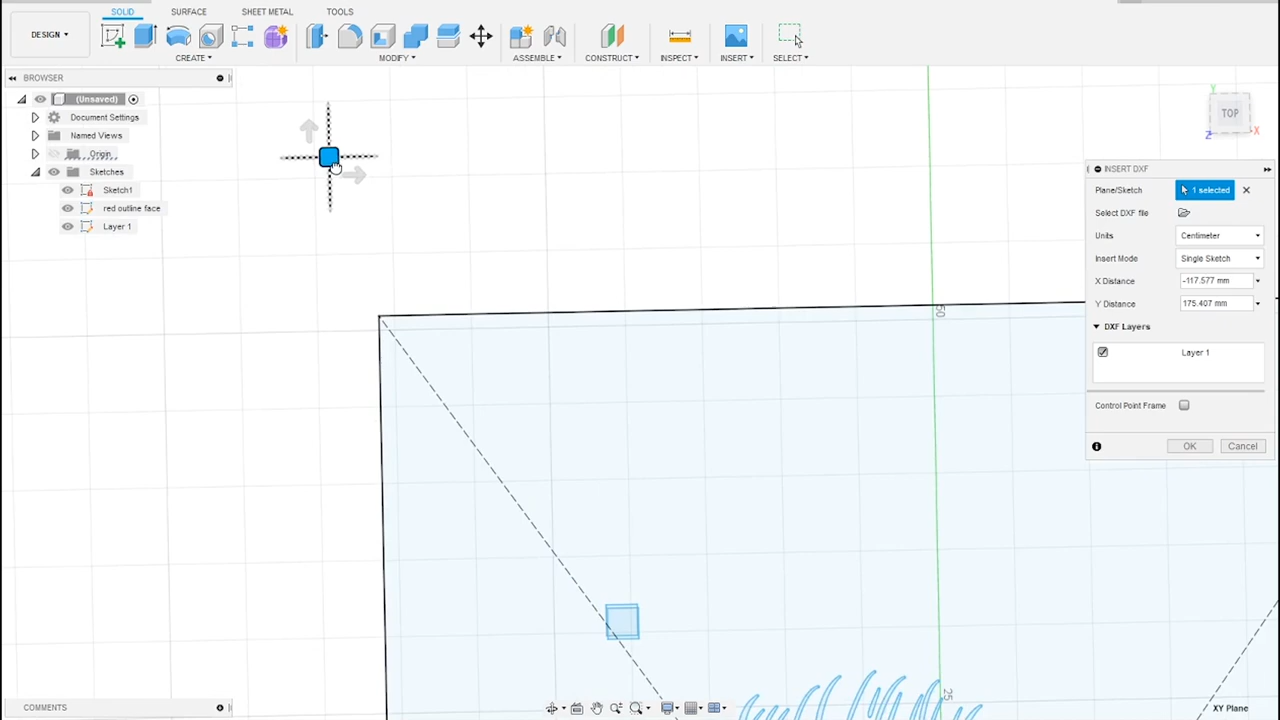 SOLID SURFACE SHEET METAL TOOLS
DESIGN
CREATE MODIFY ASSEMBLE CONSTRUCT INSPECT INSERT SELECT
BROWSER
(Unsaved)
Document Settings
Named Views
Origin
Sketches
Sketch1
red outline face
Layer 1
TOP
Y
X
Z
INSERT DXF
Plane/Sketch 1 selected
Select DXF file
Units Centimeter
Insert Mode Single Sketch
X Distance -117.577 mm
Y Distance 175.407 mm
DXF Layers
Layer 1
Control Point Frame
OK Cancel
50
25
COMMENTS
XY Plane